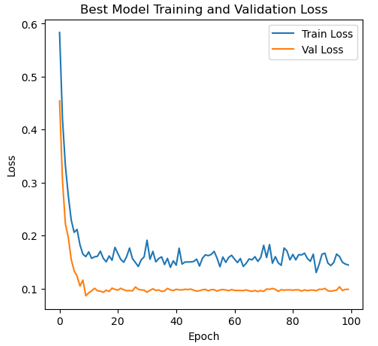 Best Model Training and Validation Loss
Train Loss
Val Loss
0.6
0.5
0.4
0.3
0.2
0.1
Loss
0 20 40 60 80 100
Epoch